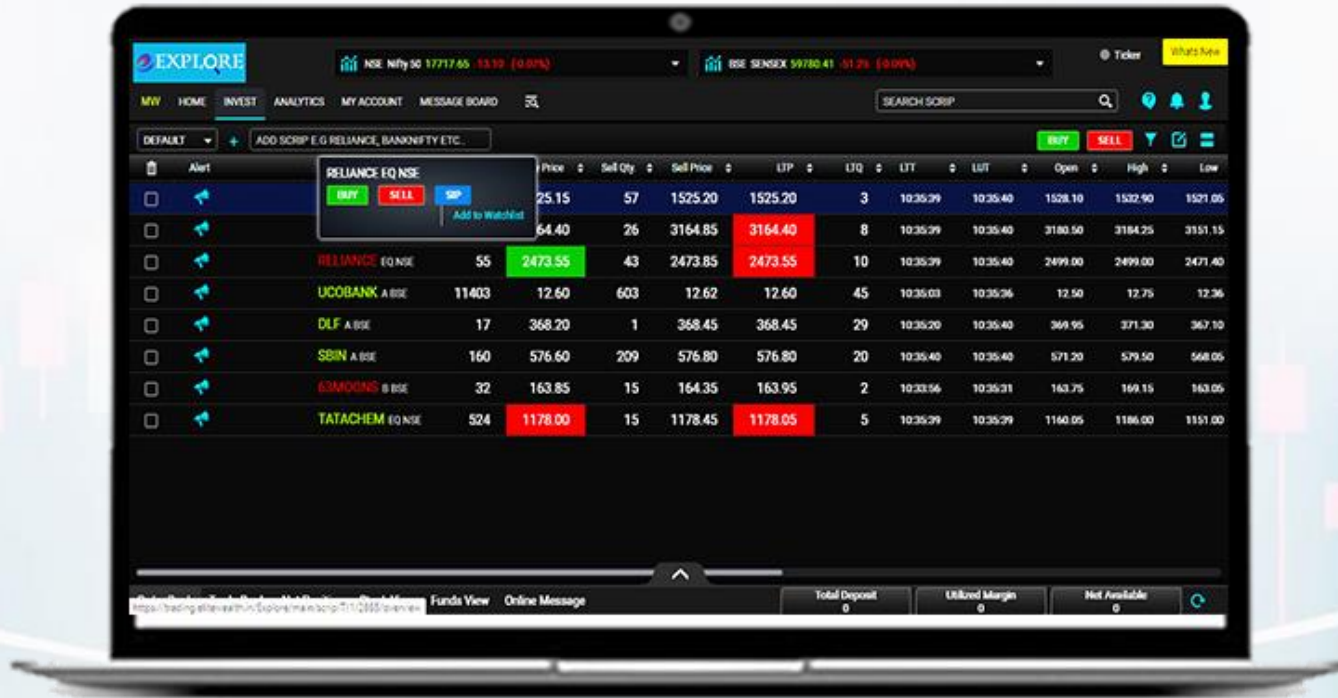 EXPLORE
NSE Nifty 50 17717.65 -13.10 (0.07%)
BSE SENSEX 59780.41 -51.25 (0.09%)
Ticker
Whats New
MW HOME INVEST ANALYTICS MY ACCOUNT MESSAGE BOARD
SEARCH SCRIP
DEFAULT + ADD SCRIP E.G RELIANCE, BANKNIFTY ETC..
BUY SELL
Alert Price Sell Qty Sell Price LTP LTQ LTT LUT Open High Low
RELIANCE EQ NSE
BUY SELL SIP
Add to Watchlist
25.15 57 1525.20 1525.20 3 10:35:39 10:35:40 1528.10 1532.90 1521.05
64.40 26 3164.85 3164.40 8 10:35:39 10:35:40 3180.50 3184.25 3151.15
RELIANCE EQ NSE 55 2473.55 43 2473.85 2473.55 10 10:35:39 10:35:40 2499.00 2499.00 2471.40
UCOBANK A BSE 11403 12.60 603 12.62 12.60 45 10:35:03 10:35:36 12.50 12.75 12.36
DLF A BSE 17 368.20 1 368.45 368.45 29 10:35:20 10:35:40 369.95 371.30 367.10
SBIN A BSE 160 576.60 209 576.80 576.80 20 10:35:40 10:35:40 571.20 579.50 568.05
63MOONS B BSE 32 163.85 15 164.35 163.95 2 10:33:56 10:35:31 163.75 169.15 163.05
TATACHEM EQ NSE 524 1178.00 15 1178.45 1178.05 5 10:35:39 10:35:39 1160.05 1186.00 1151.00
Funds View Online Message
Total Deposit
0
Utilized Margin
0
Net Available
0